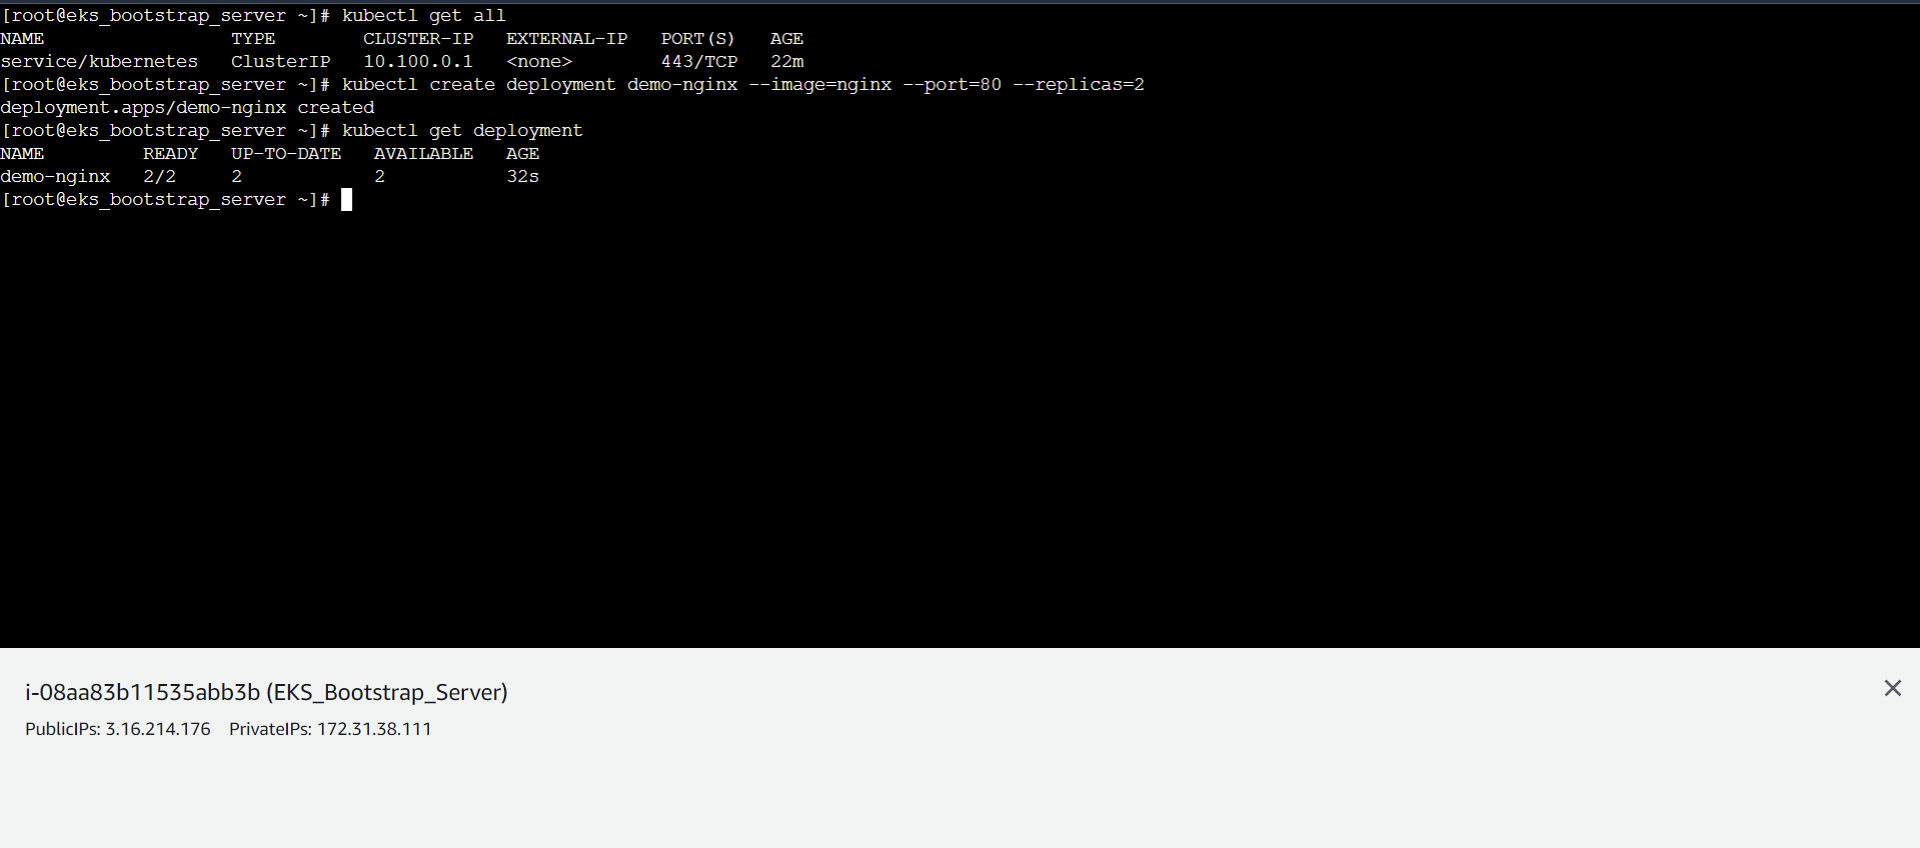 [root@eks_bootstrap_server ~]# kubectl get all
NAME                 TYPE        CLUSTER-IP   EXTERNAL-IP   PORT(S)   AGE
service/kubernetes   ClusterIP   10.100.0.1   <none>        443/TCP   22m
[root@eks_bootstrap_server ~]# kubectl create deployment demo-nginx --image=nginx --port=80 --replicas=2
deployment.apps/demo-nginx created
[root@eks_bootstrap_server ~]# kubectl get deployment
NAME         READY   UP-TO-DATE   AVAILABLE   AGE
demo-nginx   2/2     2            2           32s
[root@eks_bootstrap_server ~]#
i-08aa83b11535abb3b (EKS_Bootstrap_Server)
PublicIPs: 3.16.214.176    PrivateIPs: 172.31.38.111